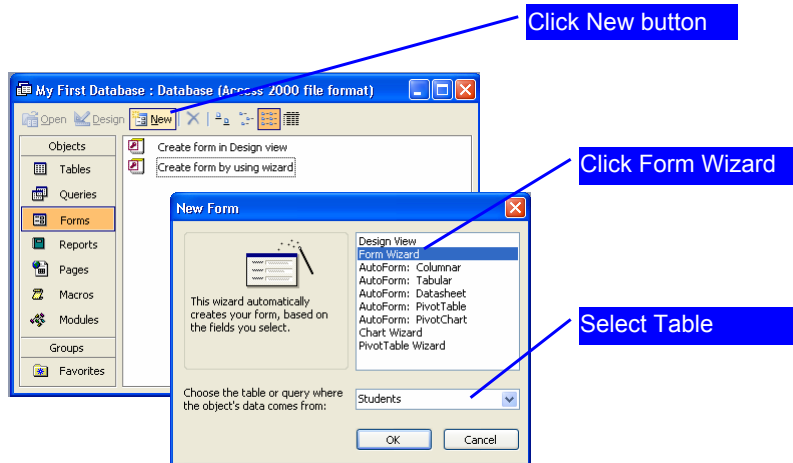 Click New button
My First Database : Database (Access 2000 file format)
Open Design New
Objects
Tables
Queries
Forms
Reports
Pages
Macros
Modules
Groups
Favorites
Create form in Design view
Create form by using wizard
Click Form Wizard
New Form
This wizard automatically
creates your form, based on
the fields you select.
Design View
Form Wizard
AutoForm: Columnar
AutoForm: Tabular
AutoForm: Datasheet
AutoForm: PivotTable
AutoForm: PivotChart
Chart Wizard
PivotTable Wizard
Select Table
Choose the table or query where
the object's data comes from:
Students
OK Cancel